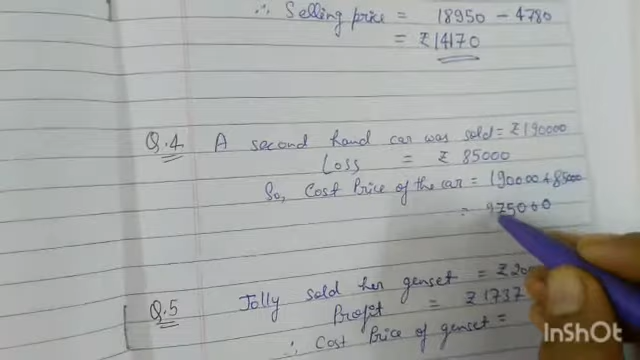 ∴ Selling price = 18950 - 4780
= ₹14170
Q.4 A second hand car was sold = ₹190000
Loss = ₹ 85000
So, Cost Price of the car = 190000 + 85000
= 75000
Q.5 Jolly sold her genset = ₹20
Profit = ₹1737
∴ Cost Price of genset =
InShOt